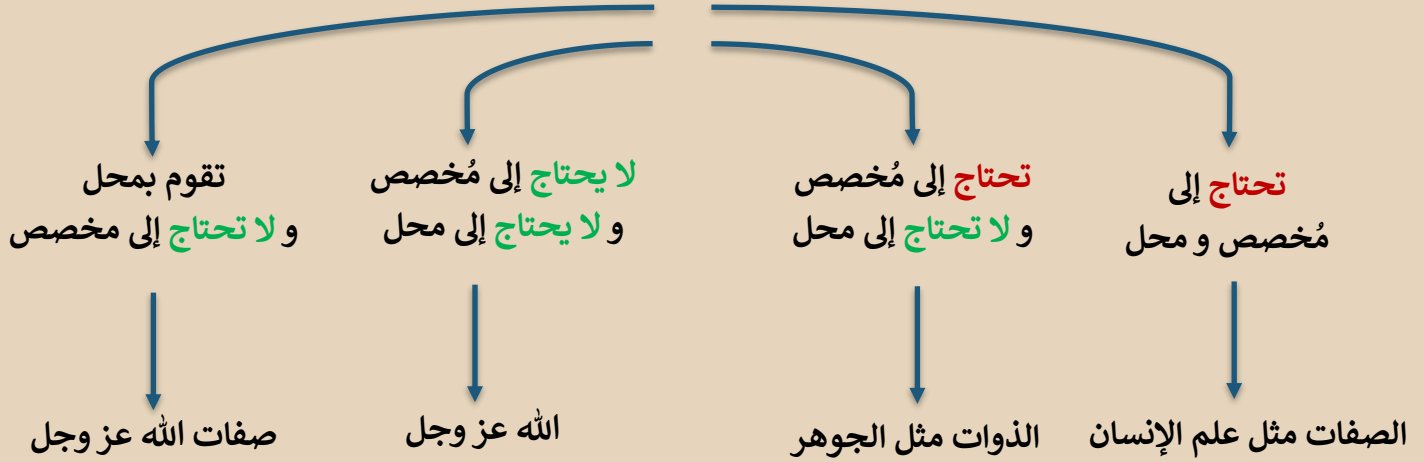 تحتاج إلى
مُخصص و محل
تحتاج إلى مُخصص
و لا تحتاج إلى محل
لا يحتاج إلى مُخصص
و لا يحتاج إلى محل
تقوم بمحل
و لا تحتاج إلى مخصص
الصفات مثل علم الإنسان
الذوات مثل الجوهر
الله عز وجل
صفات الله عز وجل